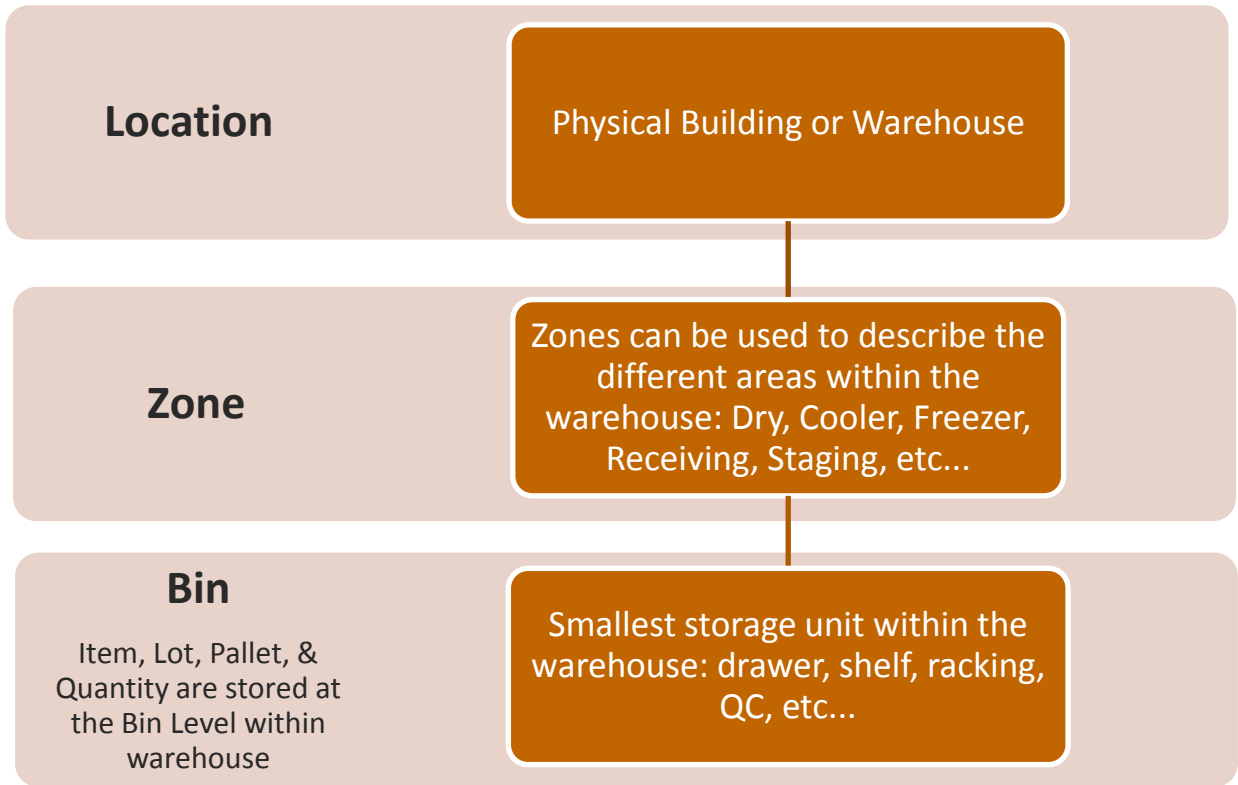 Location
Physical Building or Warehouse
Zone
Zones can be used to describe the
different areas within the
warehouse: Dry, Cooler, Freezer,
Receiving, Staging, etc...
Bin
Item, Lot, Pallet, &
Quantity are stored at
the Bin Level within
warehouse
Smallest storage unit within the
warehouse: drawer, shelf, racking,
QC, etc...